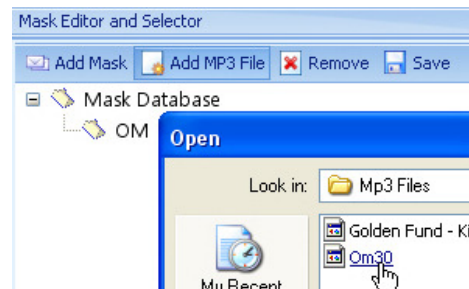 Mask Editor and Selector
Add Mask Add MP3 File Remove Save
Mask Database
OM
Open
Look in: Mp3 Files
Golden Fund - Ki
Om30
My Recent